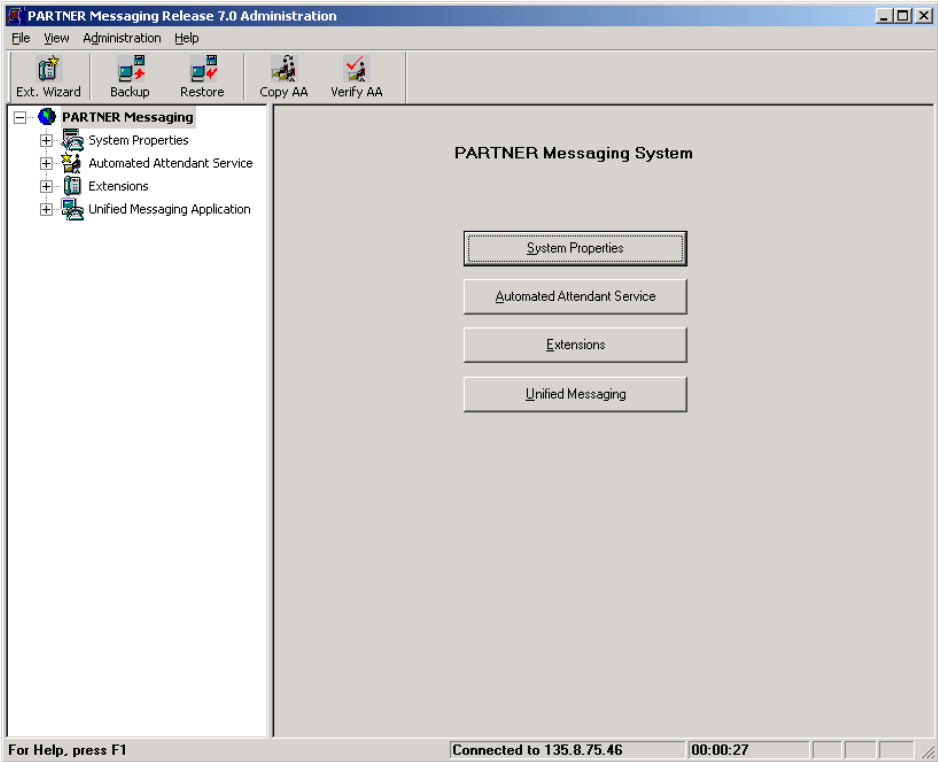 PARTNER Messaging Release 7.0 Administration
File View Administration Help
Ext. Wizard Backup Restore Copy AA Verify AA
PARTNER Messaging
System Properties
Automated Attendant Service
Extensions
Unified Messaging Application
PARTNER Messaging System
System Properties
Automated Attendant Service
Extensions
Unified Messaging
For Help, press F1 Connected to 135.8.75.46 00:00:27